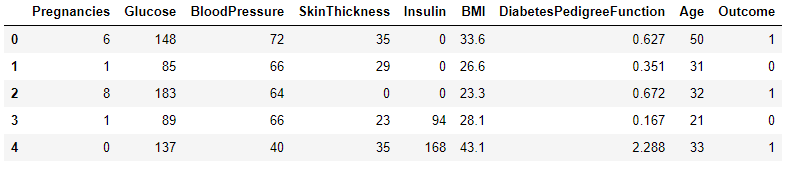 Pregnancies Glucose BloodPressure SkinThickness Insulin BMI DiabetesPedigreeFunction Age Outcome
0 6 148 72 35 0 33.6 0.627 50 1
1 1 85 66 29 0 26.6 0.351 31 0
2 8 183 64 0 0 23.3 0.672 32 1
3 1 89 66 23 94 28.1 0.167 21 0
4 0 137 40 35 168 43.1 2.288 33 1